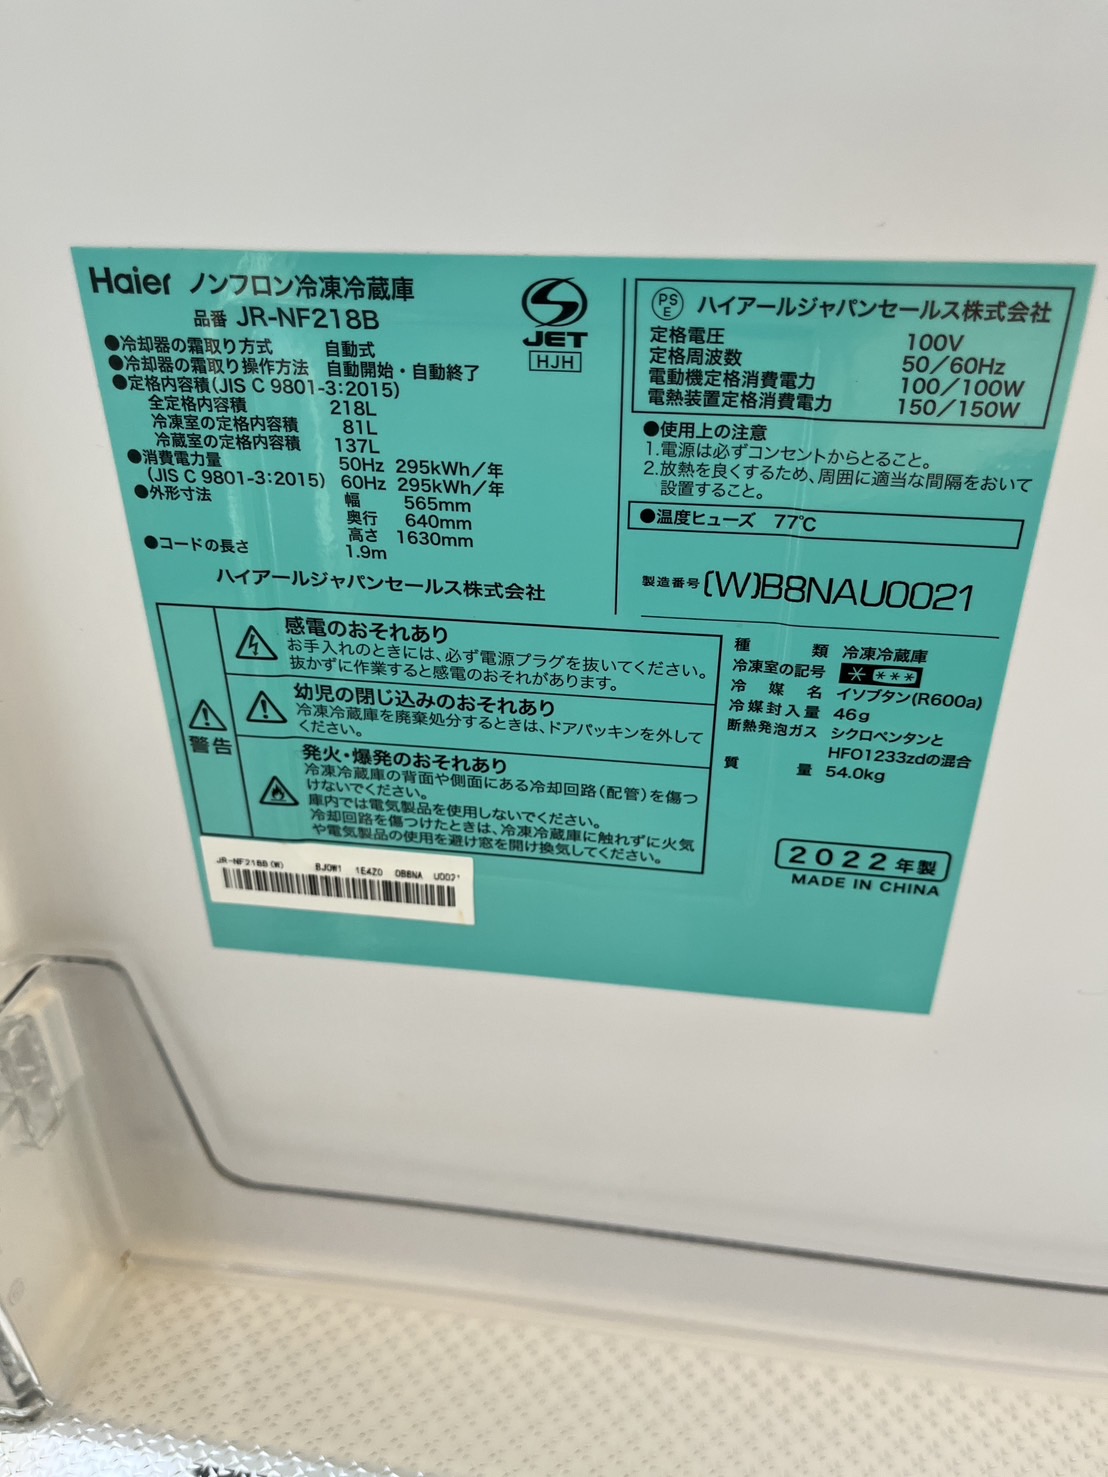 Haier ノンフロン冷凍冷蔵庫
品番 JR-NF218B
●冷却器の霜取り方式 自動式
●冷却器の霜取り操作方法 自動開始・自動終了
●定格内容積(JIS C 9801-3:2015)
全定格内容積 218L
冷凍室の定格内容積 81L
冷蔵室の定格内容積 137L
●消費電力量 50Hz 295kWh/年
(JIS C 9801-3:2015) 60Hz 295kWh/年
●外形寸法 幅 565mm
奥行 640mm
高さ 1630mm
●コードの長さ 1.9m
ハイアールジャパンセールス株式会社
JET
HJH
PSE ハイアールジャパンセールス株式会社
定格電圧 100V
定格周波数 50/60Hz
電動機定格消費電力 100/100W
電熱装置定格消費電力 150/150W
●使用上の注意
1.電源は必ずコンセントからとること。
2.放熱を良くするため、周囲に適当な間隔をおいて
設置すること。
●温度ヒューズ 77℃
製造番号 (W)B8NAU0021
警告
感電のおそれあり
お手入れのときには、必ず電源プラグを抜いてください。
抜かずに作業すると感電のおそれがあります。
幼児の閉じ込みのおそれあり
冷凍冷蔵庫を廃棄処分するときは、ドアパッキンを外して
ください。
発火・爆発のおそれあり
冷凍冷蔵庫の背面や側面にある冷却回路(配管)を傷つ
けないでください。
庫内では電気製品を使用しないでください。
冷却回路を傷つけたときは、冷凍冷蔵庫に触れずに火気
や電気製品の使用を避け窓を開け換気してください。
種類 冷凍冷蔵庫
冷凍室の記号 * ***
冷媒名 イソブタン(R600a)
冷媒封入量 46g
断熱発泡ガス シクロペンタンと
HFO1233zdの混合
質量 54.0kg
2022年製
MADE IN CHINA
JR-NF218B(W) BJ0W1 1E4Z0 0B8NA U0021